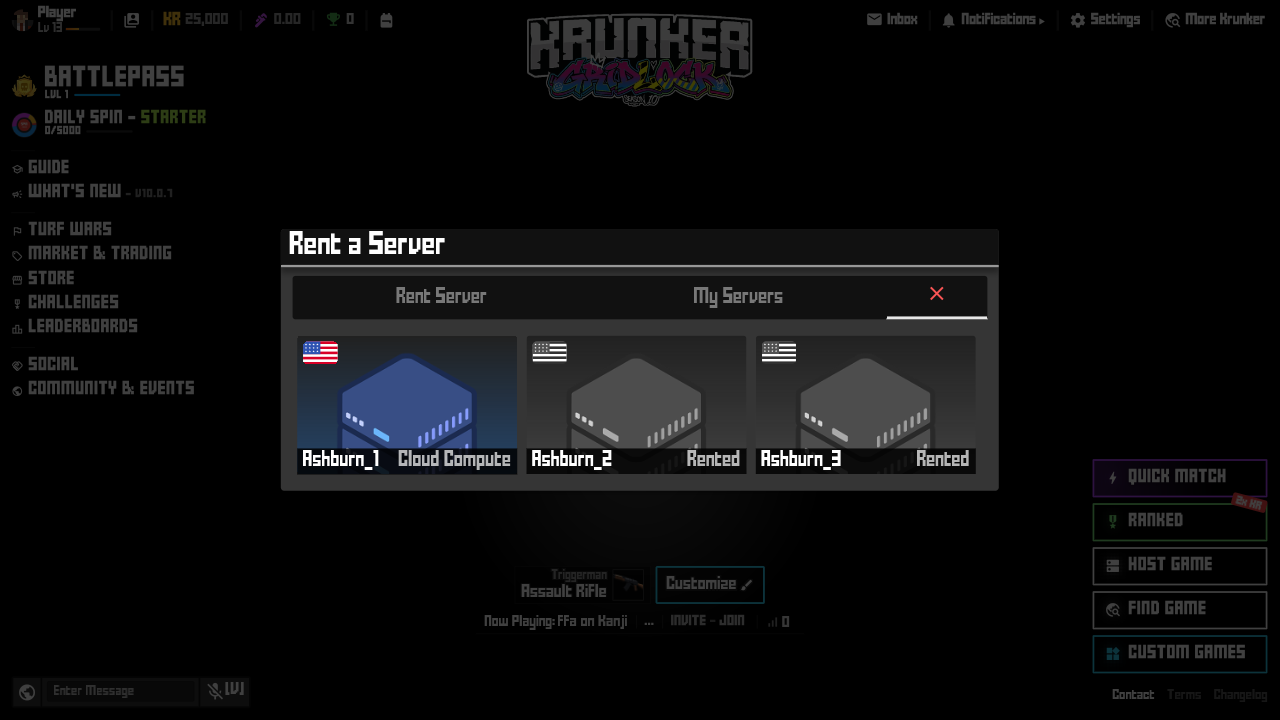 Player
Lv 13
KR 25,000
0.00
0
KRUNKER
GRIDLOCK
Inbox
Notifications
Settings
More Krunker
BATTLEPASS
LVL 1
DAILY SPIN - STARTER
0/5000
GUIDE
WHAT'S NEW - V10.0.7
TURF WARS
MARKET & TRADING
STORE
CHALLENGES
LEADERBOARDS
SOCIAL
COMMUNITY & EVENTS
Rent a Server
Rent Server
My Servers
Ashburn_1 Cloud Compute
Ashburn_2 Rented
Ashburn_3 Rented
QUICK MATCH
2x KR
RANKED
HOST GAME
FIND GAME
CUSTOM GAMES
Triggerman
Assault Rifle
Customize
Now Playing: FFA on Kanji
...
INVITE - JOIN
0
Enter Message
[V]
Contact
Terms
Changelog